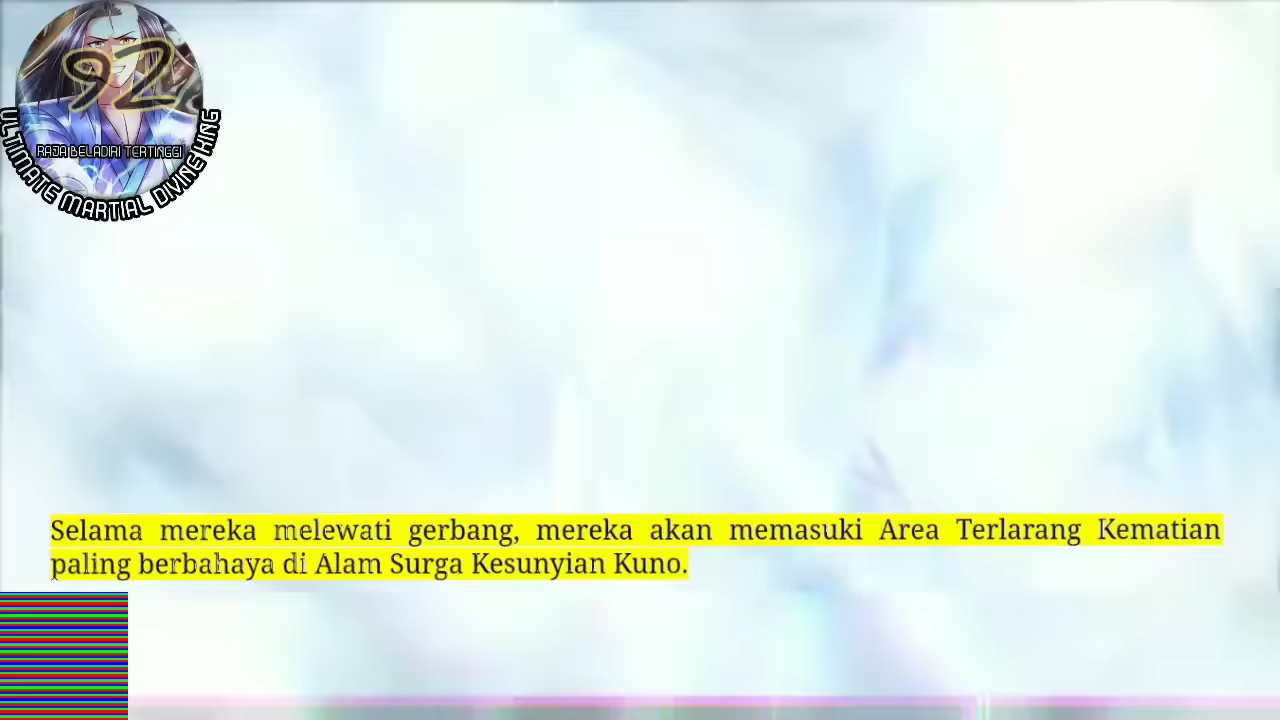 92
RAJA BELADIRI TERTINGGI
ULTIMATE MARTIAL DIVINE KING
Selama mereka melewati gerbang, mereka akan memasuki Area Terlarang Kematian
paling berbahaya di Alam Surga Kesunyian Kuno.